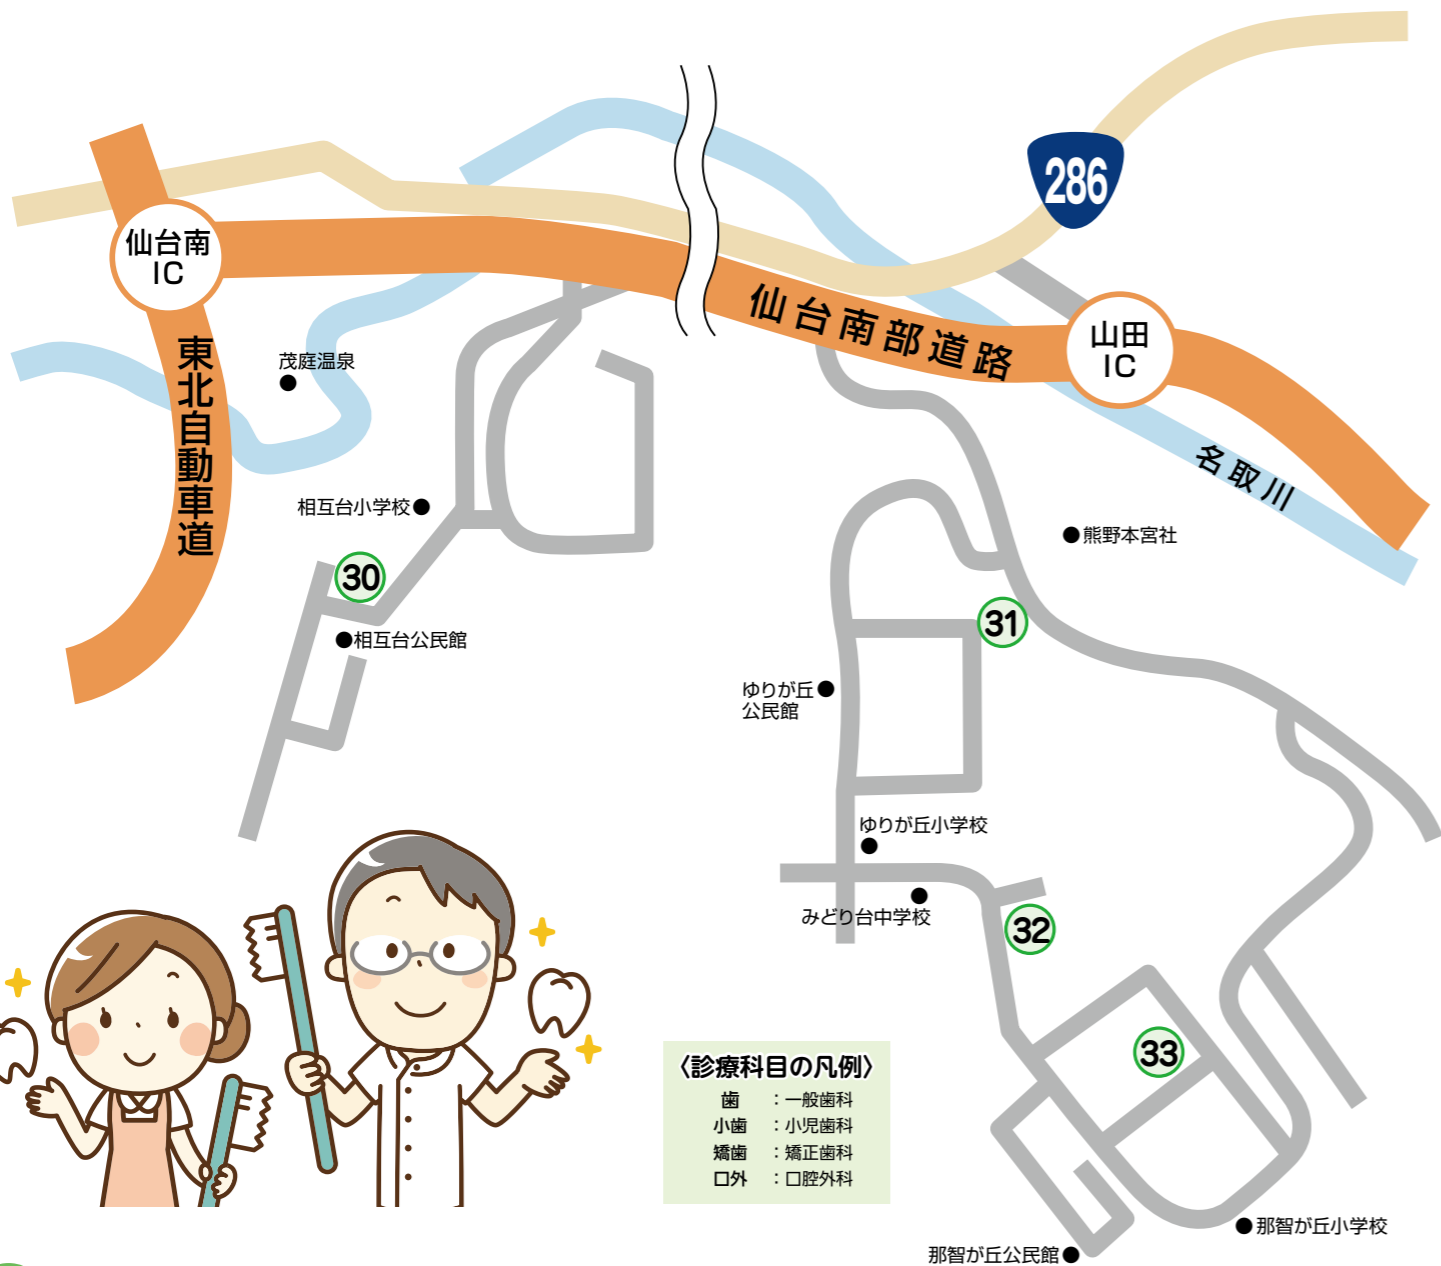 286
仙台南
IC
仙台南部道路
山田
IC
東北自動車道
茂庭温泉
名取川
相互台小学校
熊野本宮社
30
31
相互台公民館
ゆりが丘
公民館
ゆりが丘小学校
みどり台中学校
32
33
〈診療科目の凡例〉
歯 ：一般歯科
小歯 ：小児歯科
矯歯 ：矯正歯科
口外 ：口腔外科
那智が丘小学校
那智が丘公民館